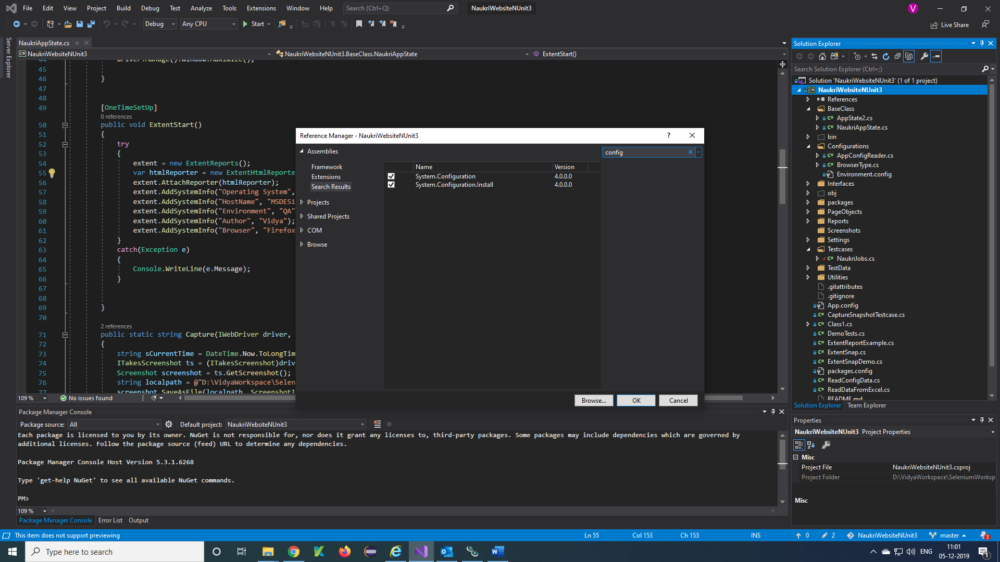 File Edit View Project Build Debug Test Analyze Tools Extensions Window Help Search (Ctrl+Q) NaukriWebsiteNUnit3 V
Debug Any CPU Start Live Share
Server Explorer
NaukriAppState.cs
NaukriWebsiteNUnit3 NaukriWebsiteNUnit3.BaseClass.NaukriAppState ExtentStart()
44 driver.Manage().Window.Maximize();
45
46 }
47
48
49 [OneTimeSetUp]
0 references
50 public void ExtentStart()
51 {
52 try
53 {
54 extent = new ExtentReports();
55 var htmlReporter = new ExtentHtmlReporte
56 extent.AttachReporter(htmlReporter);
57 extent.AddSystemInfo("Operating System",
58 extent.AddSystemInfo("HostName", "MSDES1
59 extent.AddSystemInfo("Environment", "QA"
60 extent.AddSystemInfo("Author", "Vidya");
61 extent.AddSystemInfo("Browser", "Firefox
62 }
63 catch(Exception e)
64 {
65 Console.WriteLine(e.Message);
66 }
67
68
69 }
70
2 references
71 public static string Capture(IWebDriver driver,
72 {
73 string sCurrentTime = DateTime.Now.ToLongTim
74 ITakesScreenshot ts = (ITakesScreenshot)driv
75 Screenshot screenshot = ts.GetScreenshot();
76 string localpath = @"D:\VidyaWorkspace\Selen
77 screenshot.SaveAsFile(localpath, ScreenshotI
109 % No issues found
Reference Manager - NaukriWebsiteNUnit3 ?
Assemblies
config
Framework
Extensions
Search Results
Projects
Shared Projects
COM
Browse
Name Version
System.Configuration 4.0.0.0
System.Configuration.Install 4.0.0.0
Browse... OK Cancel
Package Manager Console
Package source: All Default project: NaukriWebsiteNUnit3
Each package is licensed to you by its owner. NuGet is not responsible for, nor does it grant any licenses to, third-party packages. Some packages may include dependencies which are governed by
additional licenses. Follow the package source (feed) URL to determine any dependencies.
Package Manager Console Host Version 5.3.1.6268
Type 'get-help NuGet' to see all available NuGet commands.
PM>
109 %
Package Manager Console Error List Output
Solution Explorer
Search Solution Explorer (Ctrl+;)
Solution 'NaukriWebsiteNUnit3' (1 of 1 project)
NaukriWebsiteNUnit3
References
BaseClass
AppState2.cs
NaukriAppState.cs
bin
Configurations
AppConfigReader.cs
BrowserType.cs
Environment.config
Interfaces
obj
packages
PageObjects
Reports
Screenshots
Settings
Testcases
NaukriJobs.cs
TestData
Utilities
.gitattributes
.gitignore
App.config
CaptureSnapshotTestcase.cs
Class1.cs
DemoTests.cs
ExtentReportExample.cs
ExtentSnap.cs
ExtentSnapDemo.cs
packages.config
ReadConfigData.cs
ReadDataFromExcel.cs
README.md
Solution Explorer Team Explorer
Properties
NaukriWebsiteNUnit3 Project Properties
Misc
Project File NaukriWebsiteNUnit3.csproj
Project Folder D:\VidyaWorkspace\SeleniumWorksp
Misc
This item does not support previewing Ln 55 Col 153 Ch 153 INS 0 2 NaukriWebsiteNUnit3 master 3
Type here to search ENG 11:01
05-12-2019 1